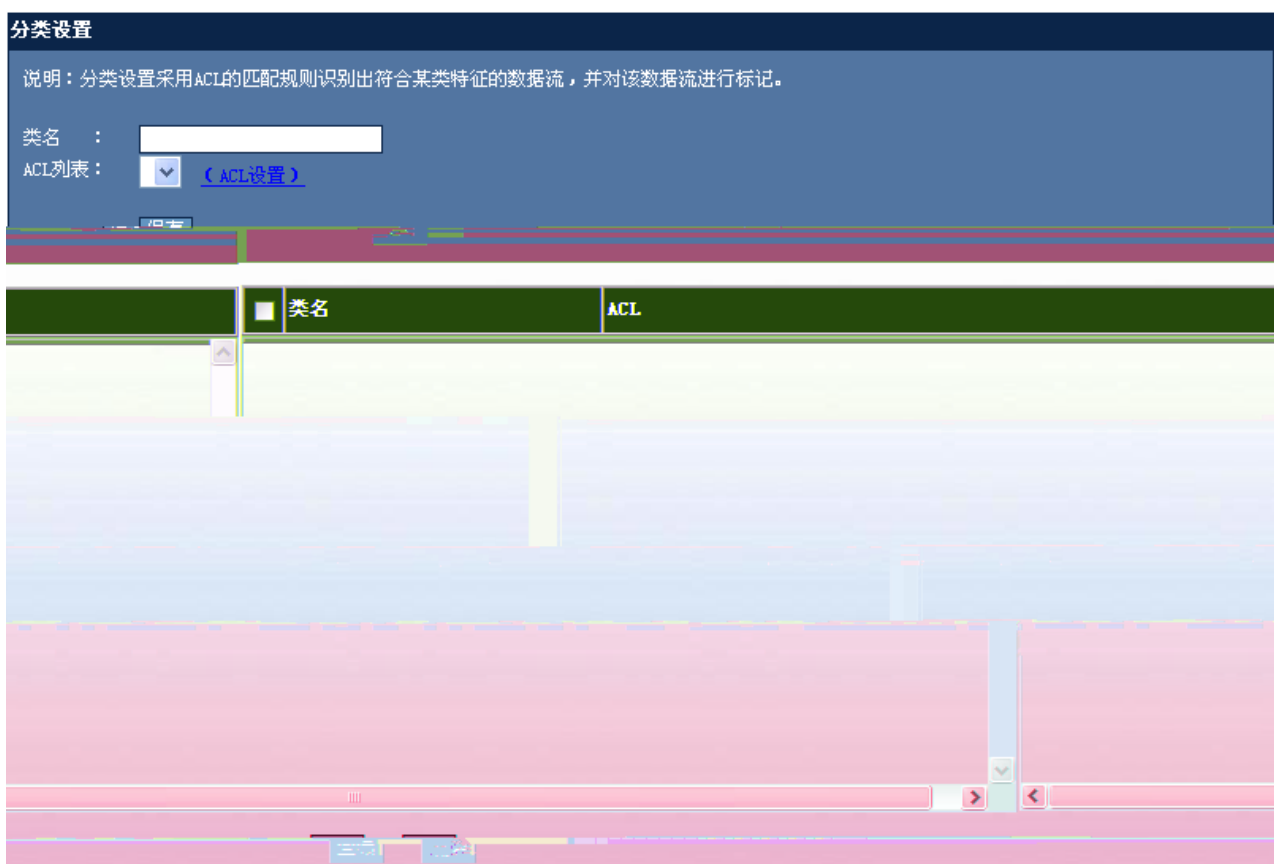 分类设置
说明：分类设置采用ACL的匹配规则识别出符合某类特征的数据流，并对该数据流进行标记。
类名 ：
ACL列表：
(ACL设置)
类名 ACL